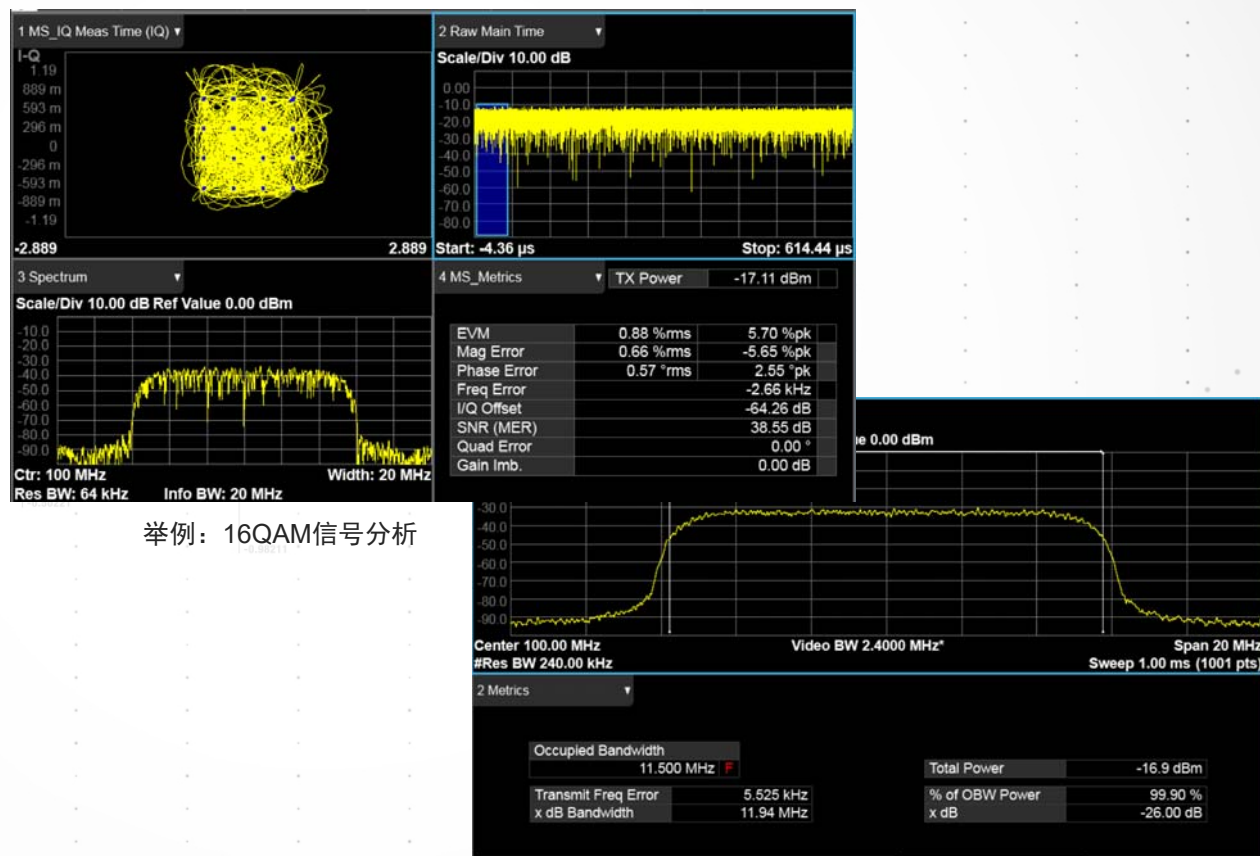 1 MS_IQ Meas Time (IQ)
I-Q
1.19
889 m
593 m
296 m
0
-296 m
-593 m
-889 m
-1.19
-2.889 2.889
2 Raw Main Time
Scale/Div 10.00 dB
0.00
-10.0
-20.0
-30.0
-40.0
-50.0
-60.0
-70.0
-80.0
Start: -4.36 µs Stop: 614.44 µs
3 Spectrum
Scale/Div 10.00 dB Ref Value 0.00 dBm
-10.0
-20.0
-30.0
-40.0
-50.0
-60.0
-70.0
-80.0
-90.0
Ctr: 100 MHz Width: 20 MHz
Res BW: 64 kHz Info BW: 20 MHz
4 MS_Metrics TX Power -17.11 dBm
EVM 0.88 %rms 5.70 %pk
Mag Error 0.66 %rms -5.65 %pk
Phase Error 0.57 °rms 2.55 °pk
Freq Error -2.66 kHz
I/Q Offset -64.26 dB
SNR (MER) 38.55 dB
Quad Error 0.00 °
Gain Imb. 0.00 dB
举例：16QAM信号分析
-0.98211
0.00 dBm
-30.0
-40.0
-50.0
-60.0
-70.0
-80.0
-90.0
Center 100.00 MHz Video BW 2.4000 MHz* Span 20 MHz
#Res BW 240.00 kHz Sweep 1.00 ms (1001 pts)
2 Metrics
Occupied Bandwidth
11.500 MHz F
Total Power -16.9 dBm
Transmit Freq Error 5.525 kHz % of OBW Power 99.90 %
x dB Bandwidth 11.94 MHz x dB -26.00 dB